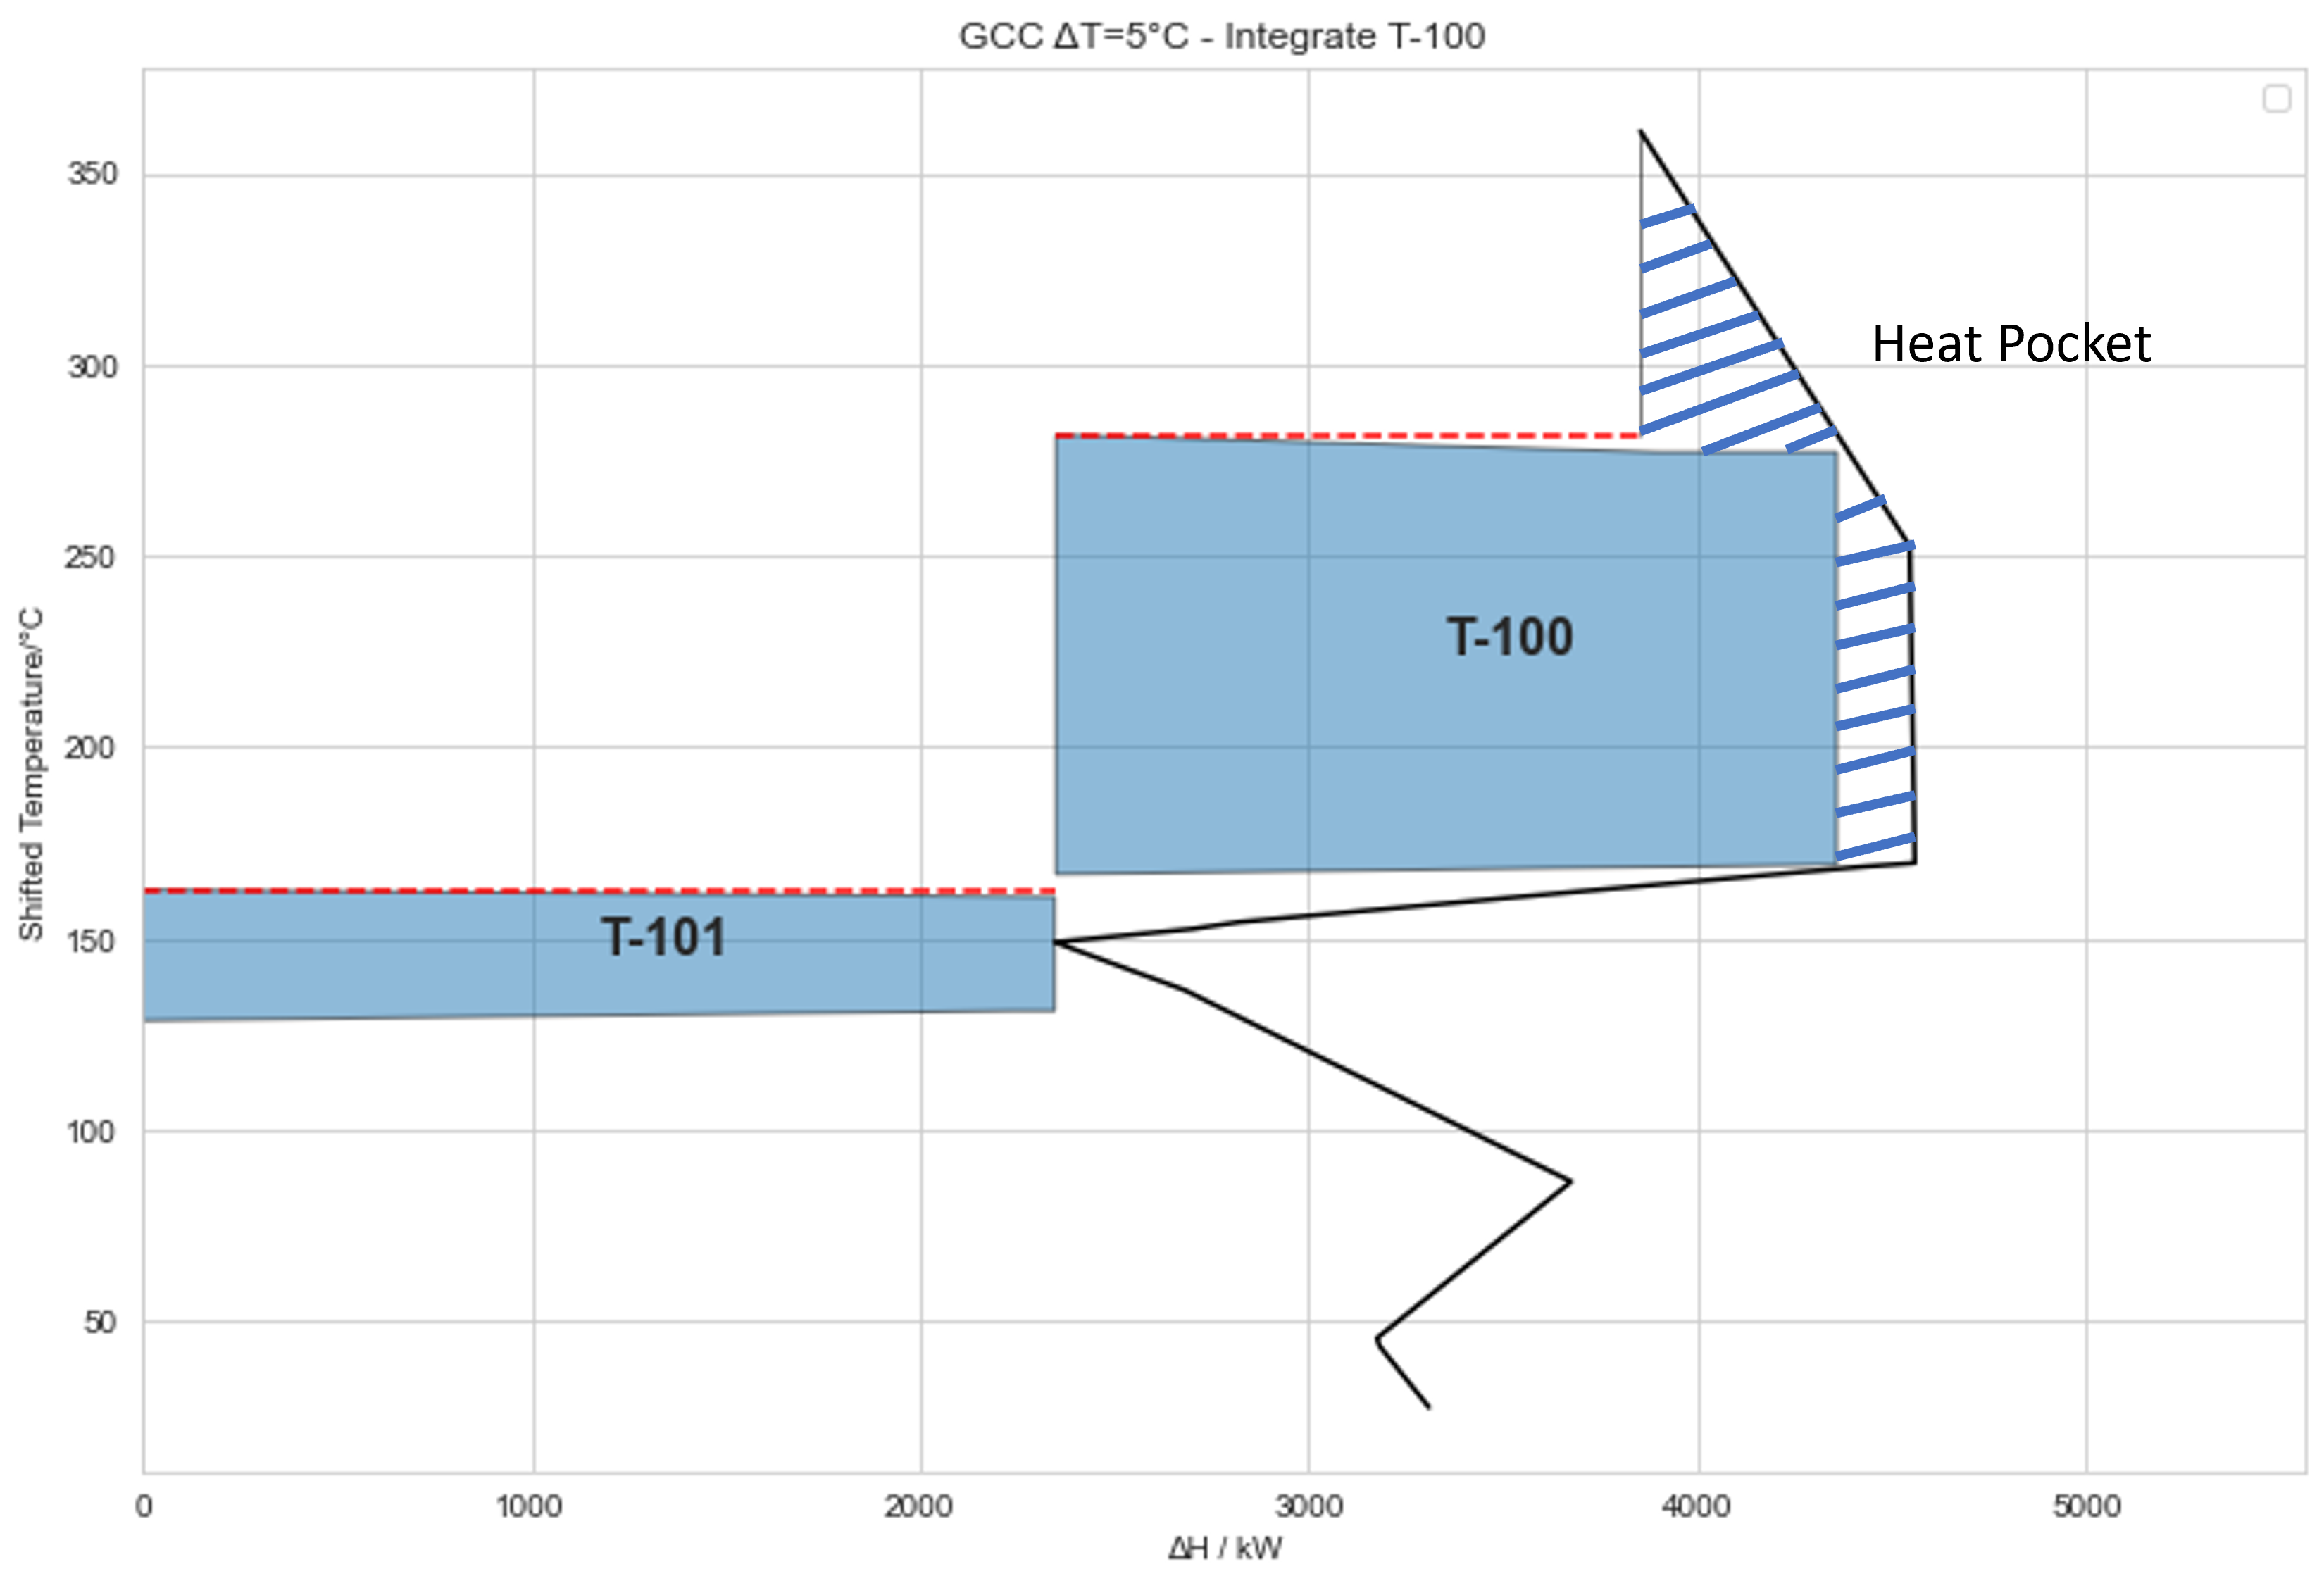 GCC ΔT=5°C - Integrate T-100
350
300
250
200
150
100
50
Shifted Temperature/°C
Heat Pocket
T-100
T-101
0
1000
2000
3000
4000
5000
ΔH / kW